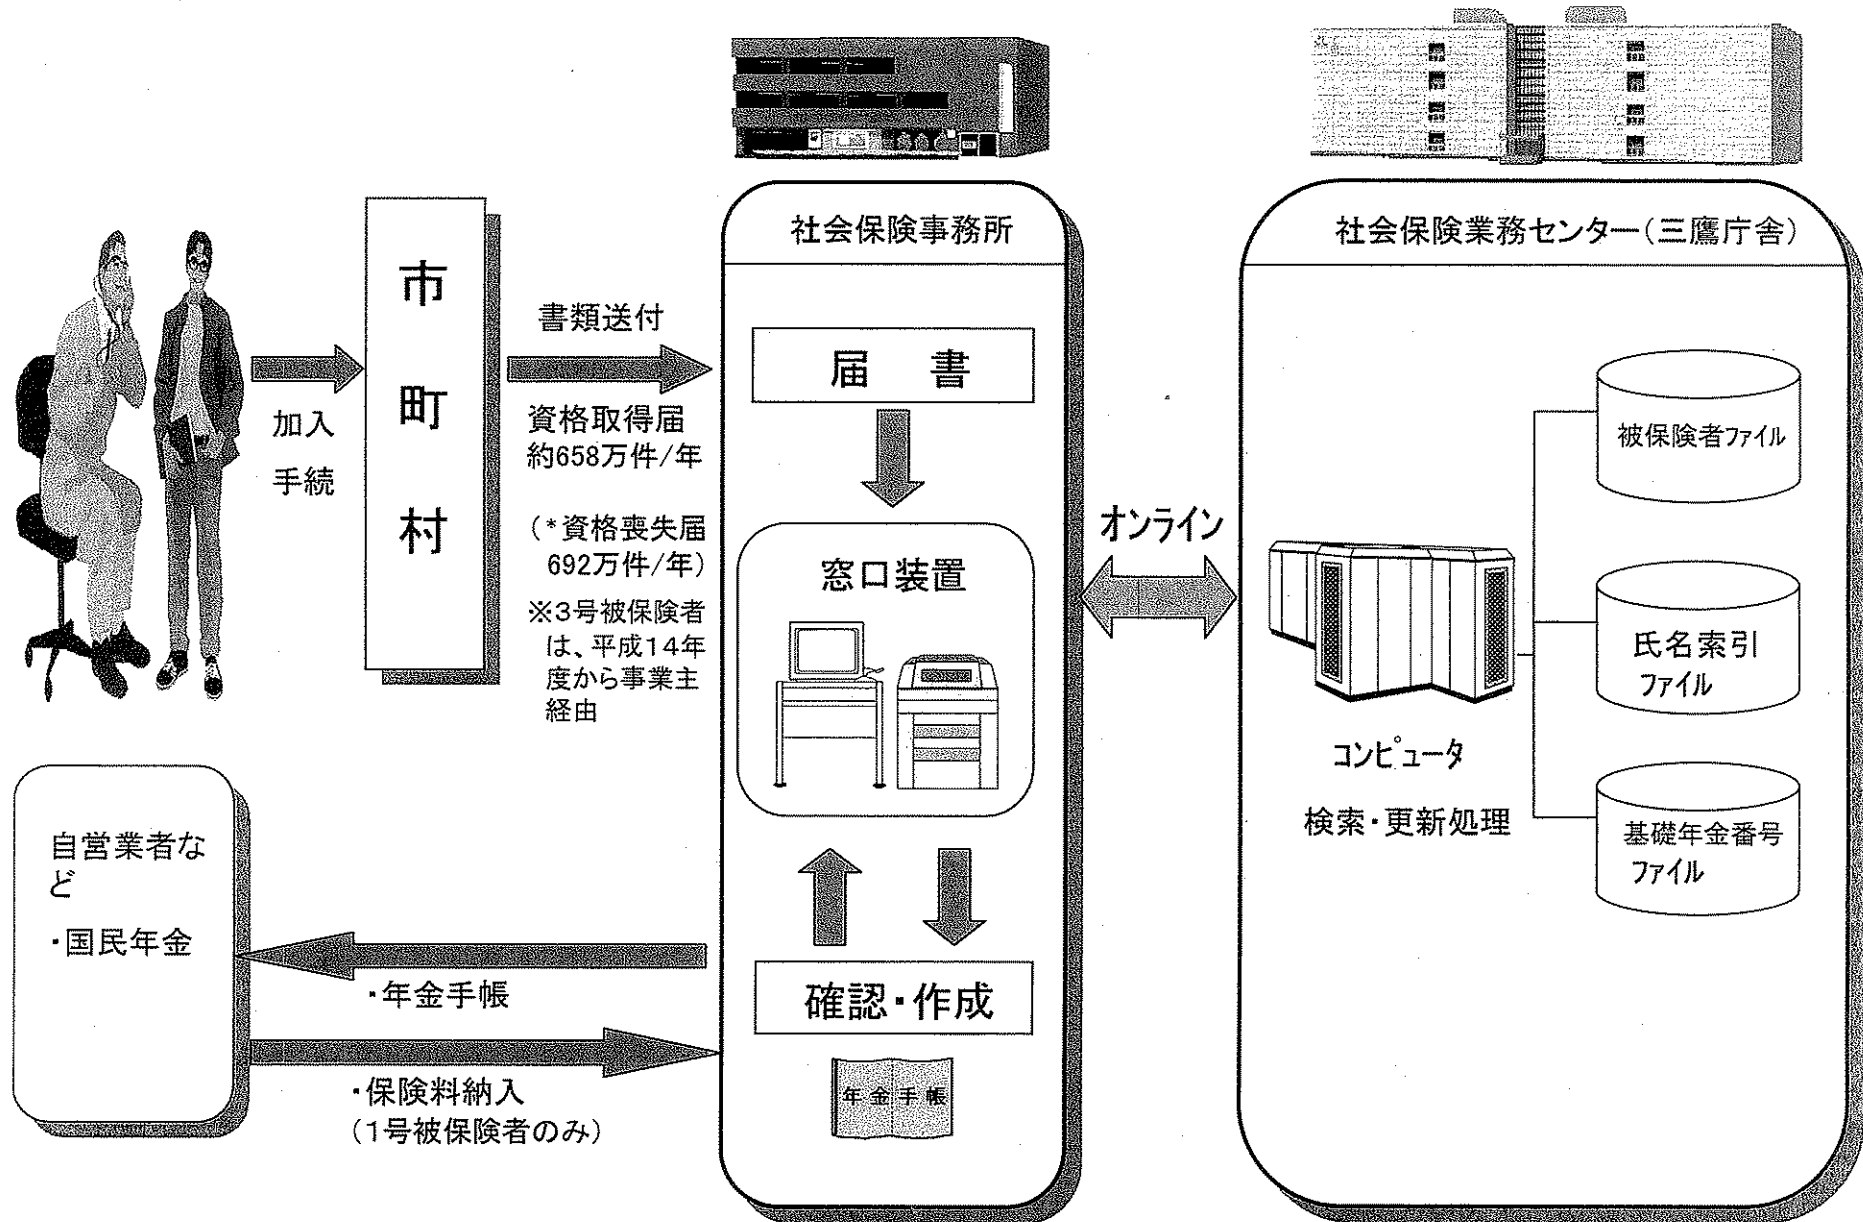 社会保険事務所
社会保険業務センター(三鷹庁舎)
市
町
村
加入
手続
書類送付
資格取得届
約658万件/年
(*資格喪失届
692万件/年)
※3号被保険者
は、平成14年
度から事業主
経由
届 書
窓口装置
確認・作成
年金手帳
オンライン
コンピュータ
検索・更新処理
被保険者ファイル
氏名索引
ファイル
基礎年金番号
ファイル
自営業者な
ど
・国民年金
・年金手帳
・保険料納入
(1号被保険者のみ)